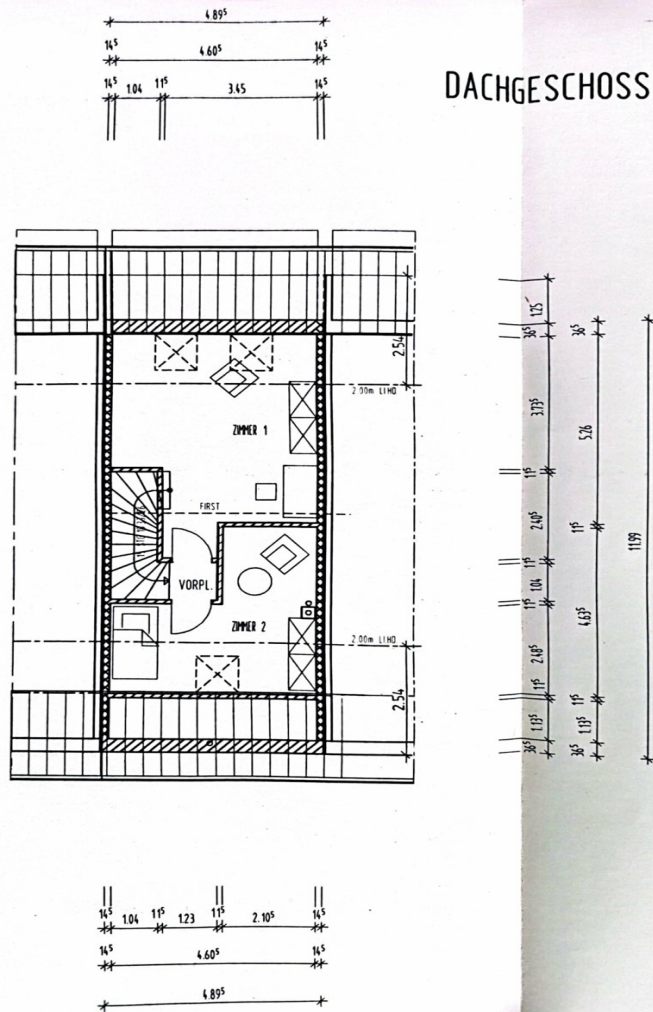 4.89⁵
14⁵ 4.60⁵ 14⁵
14⁵ 1.04 11⁵ 3.45 14⁵
DACHGESCHOSS
2.54
2.00m LIHO
ZIMMER 1
FIRST
VORPL.
ZIMMER 2
2.00m LIHO
2.54
1.25
36⁵
3.73⁵
11⁵
2.40⁵
11⁵
1.04
11⁵
2.48⁵
11⁵
1.13⁵
36⁵
36⁵
5.26
11⁵
4.63⁵
11⁵
1.13⁵
36⁵
11.99
14⁵ 1.04 11⁵ 1.23 11⁵ 2.10⁵ 14⁵
14⁵ 4.60⁵ 14⁵
4.89⁵